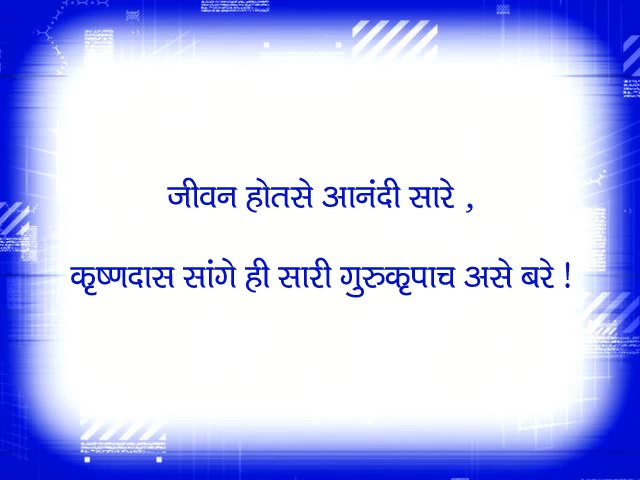 जीवन होतसे आनंदी सारे ,
कृष्णदास सांगे ही सारी गुरुकृपाच असे बरे !